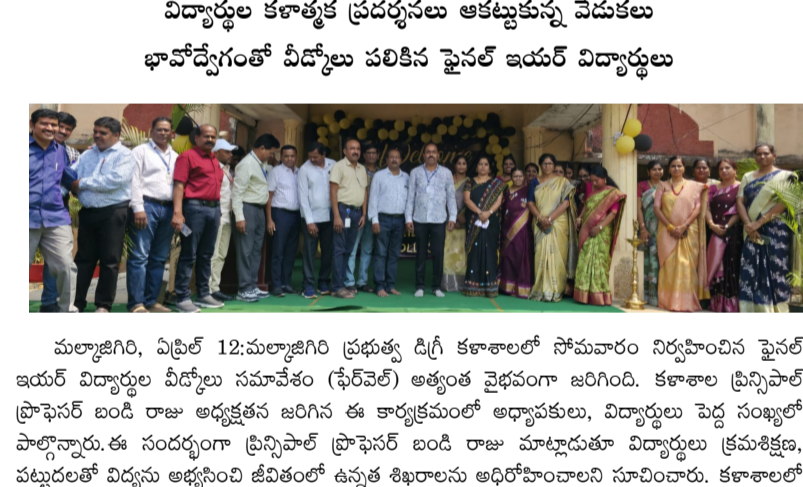 విద్యార్థుల కళాత్మక ప్రదర్శనలు ఆకట్టుకున్న వేడుకలు
భావోద్వేగంతో వీడ్కోలు పలికిన ఫైనల్ ఇయర్ విద్యార్థులు
మల్కాజిగిరి, ఏప్రిల్ 12:మల్కాజిగిరి ప్రభుత్వ డిగ్రీ కళాశాలలో సోమవారం నిర్వహించిన ఫైనల్
ఇయర్ విద్యార్థుల వీడ్కోలు సమావేశం (ఫేర్‌వెల్) అత్యంత వైభవంగా జరిగింది. కళాశాల ప్రిన్సిపాల్
ప్రొఫెసర్ బండి రాజు అధ్యక్షతన జరిగిన ఈ కార్యక్రమంలో అధ్యాపకులు, విద్యార్థులు పెద్ద సంఖ్యలో
పాల్గొన్నారు.ఈ సందర్భంగా ప్రిన్సిపాల్ ప్రొఫెసర్ బండి రాజు మాట్లాడుతూ విద్యార్థులు క్రమశిక్షణ,
పట్టుదలతో విద్యను అభ్యసించి జీవితంలో ఉన్నత శిఖరాలను అధిరోహించాలని సూచించారు. కళాశాలలో